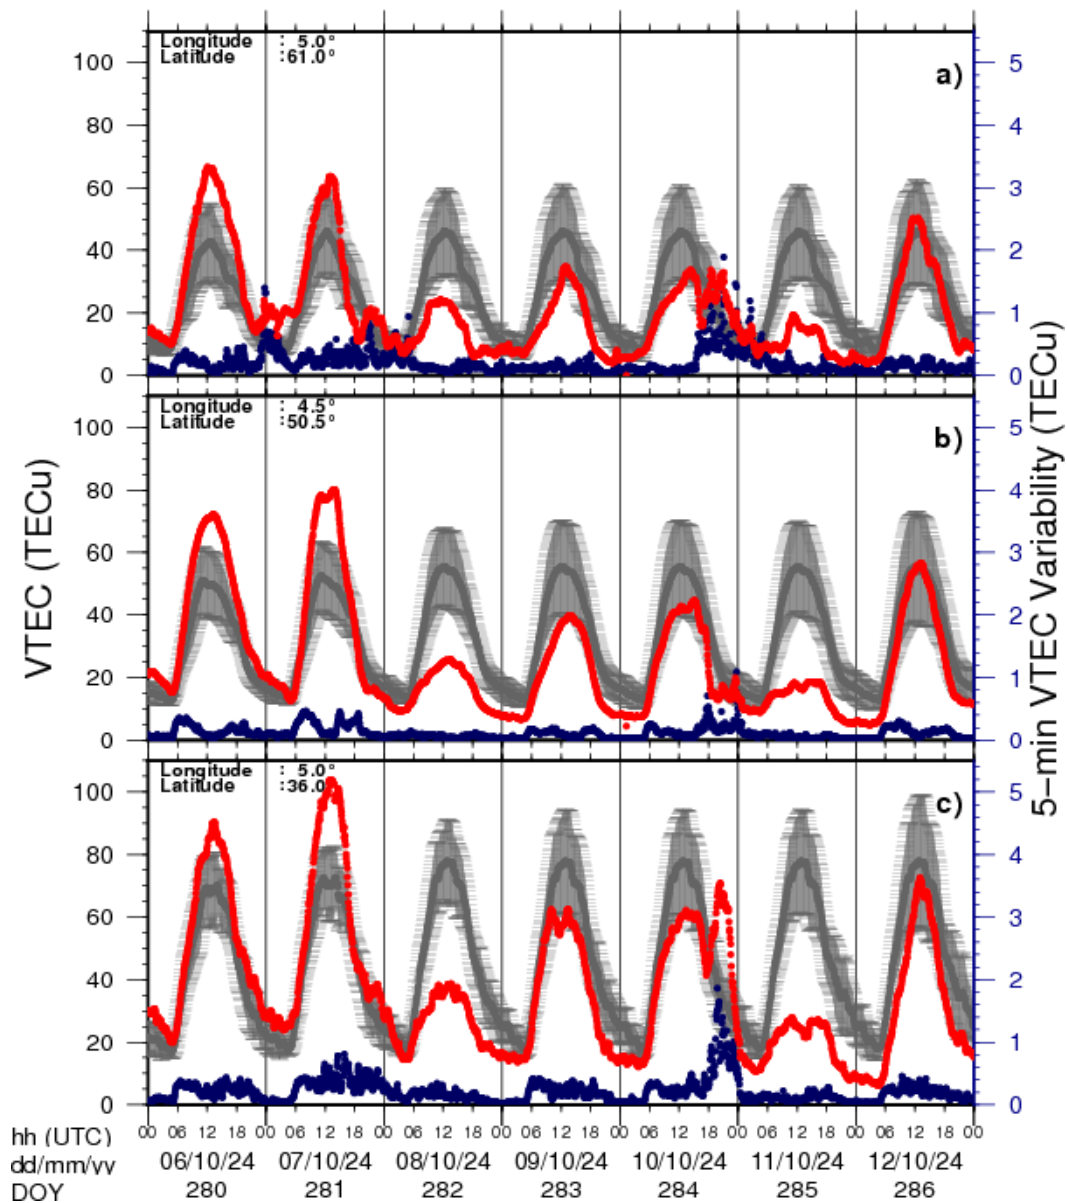 Longitude : 5.0°
Latitude :61.0°
a)
100
80
60
40
20
0
5
4
3
2
1
0
Longitude : 4.5°
Latitude :50.5°
b)
100
80
60
40
20
0
5
4
3
2
1
0
Longitude : 5.0°
Latitude :36.0
c)
100
80
60
40
20
0
5
4
3
2
1
0
VTEC (TECu)
5-min VTEC Variability (TECu)
hh (UTC) 00 06 12 18 00 06 12 18 00 06 12 18 00 06 12 18 00 06 12 18 00 06 12 18 00 06 12 18 00
dd/mm/yy 06/10/24 07/10/24 08/10/24 09/10/24 10/10/24 11/10/24 12/10/24
DOY 280 281 282 283 284 285 286